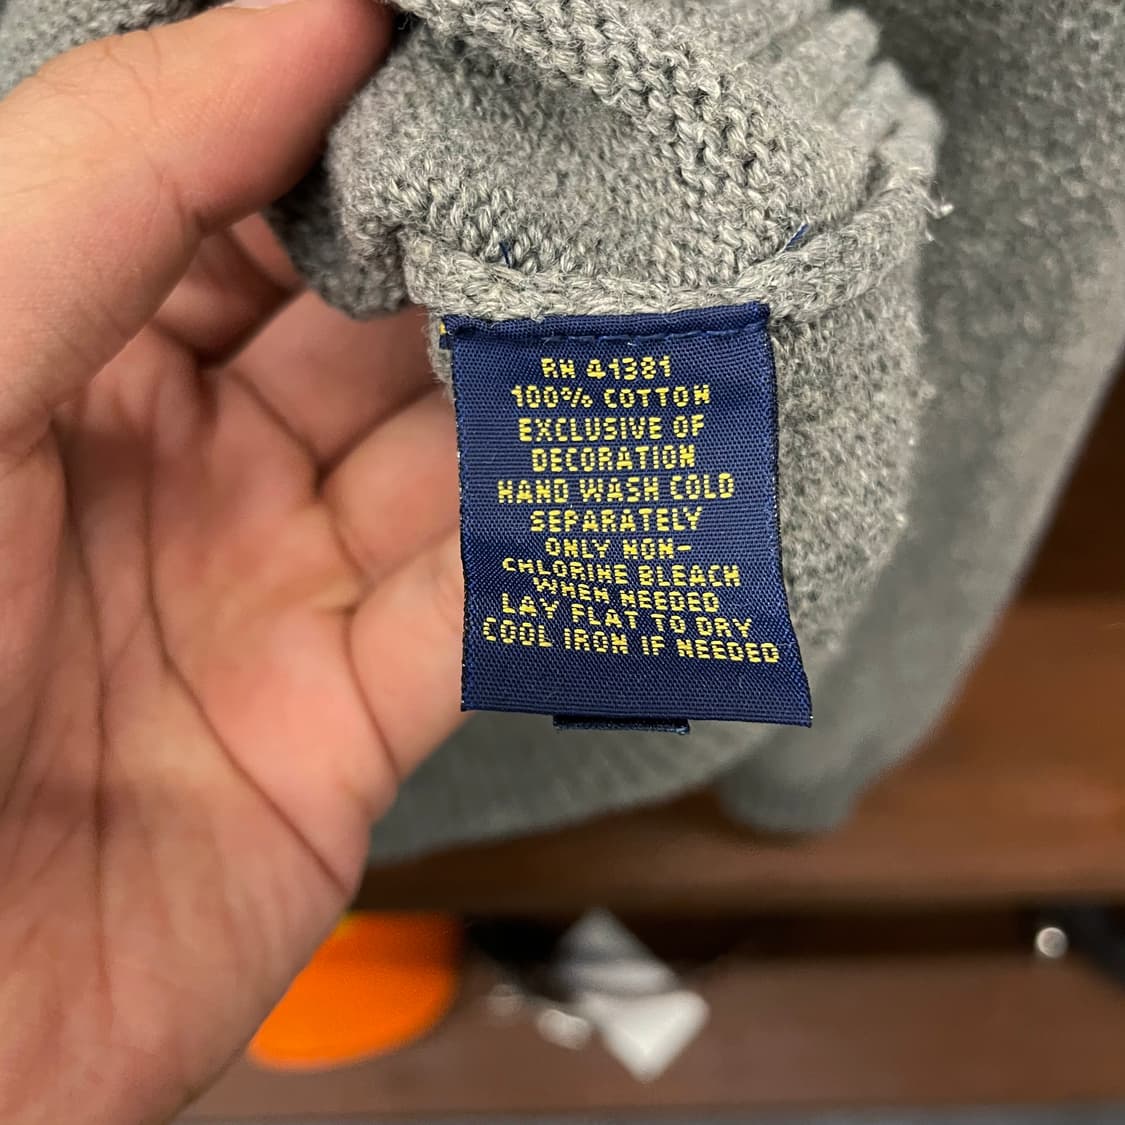 RN 41381
100% COTTON
EXCLUSIVE OF
DECORATION
HAND WASH COLD
SEPARATELY
ONLY NON-
CHLORINE BLEACH
WHEN NEEDED
LAY FLAT TO DRY
COOL IRON IF NEEDED